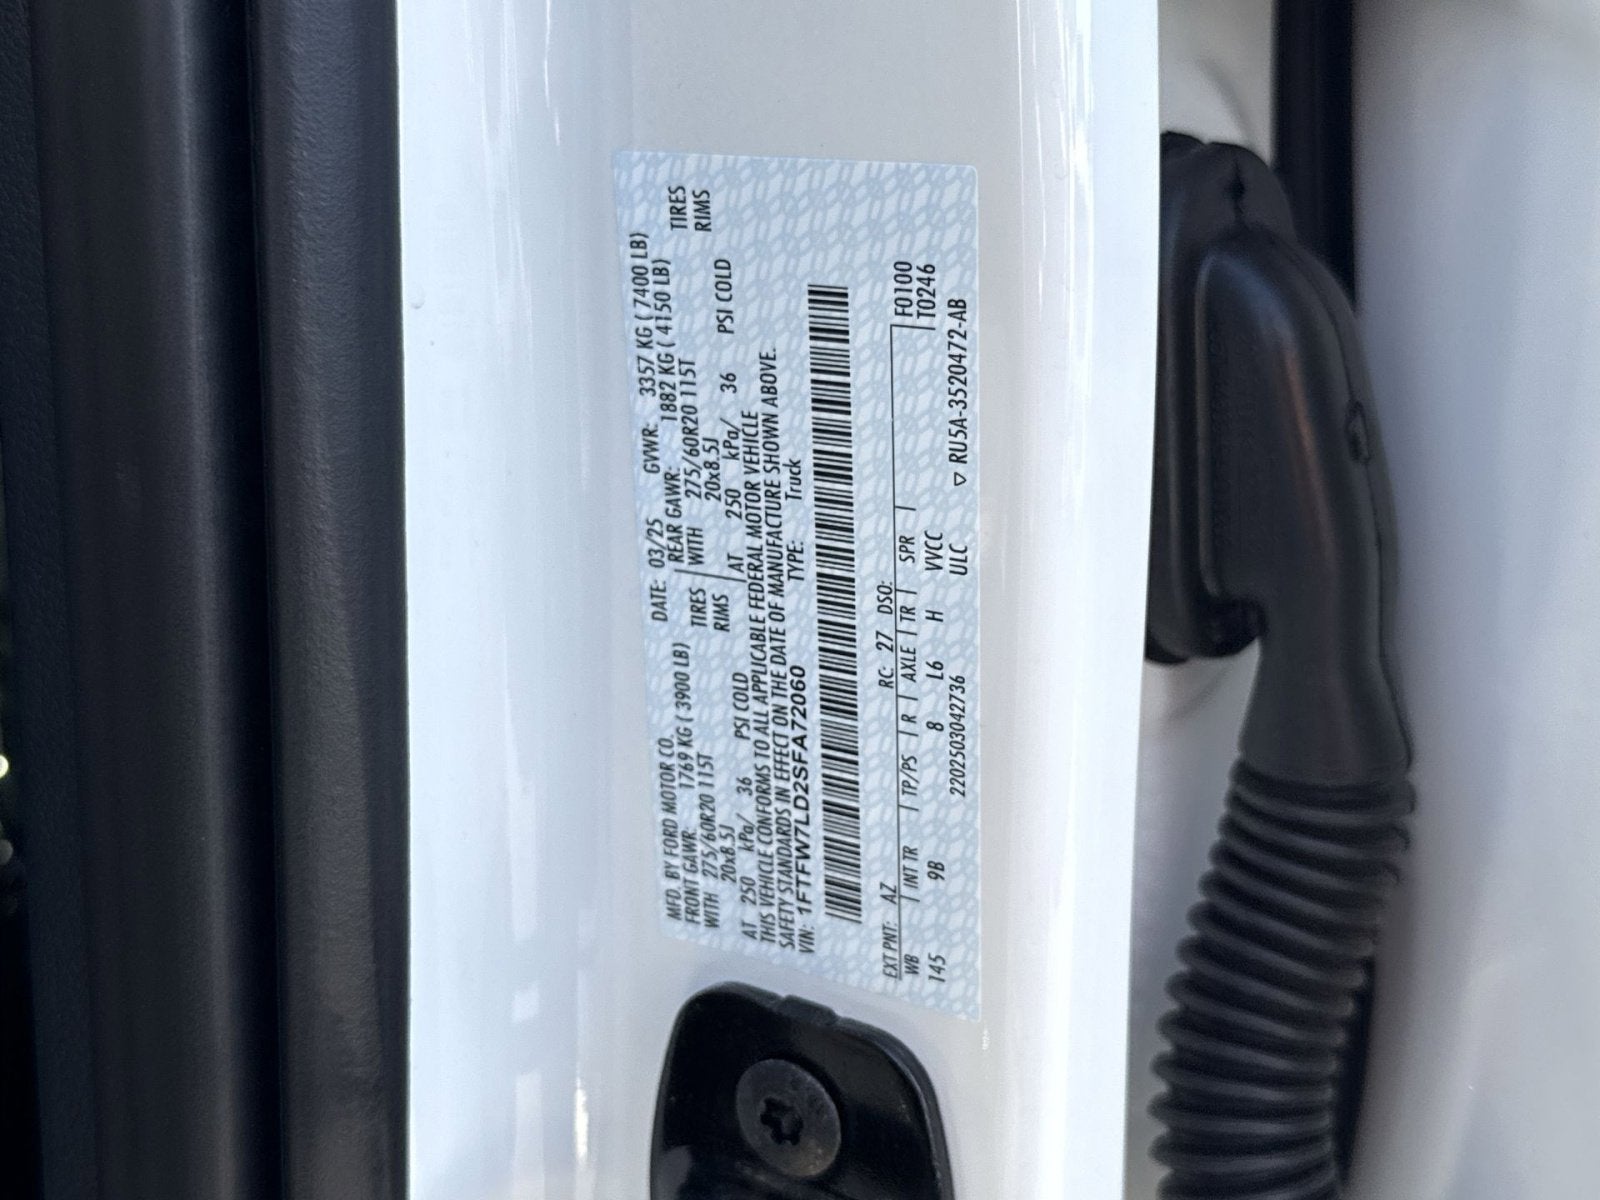 MFD. BY FORD MOTOR CO. DATE: 03/25 GVWR: 3357 KG ( 7400 LB)
FRONT GAWR: 1769 KG ( 3900 LB) REAR GAWR: 1882 KG ( 4150 LB)
WITH 275/60R20 115T TIRES WITH 275/60R20 115T TIRES
20x8.5J RIMS 20x8.5J RIMS
AT 250 kPa/ 36 PSI COLD AT 250 kPa/ 36 PSI COLD
THIS VEHICLE CONFORMS TO ALL APPLICABLE FEDERAL MOTOR VEHICLE
SAFETY STANDARDS IN EFFECT ON THE DATE OF MANUFACTURE SHOWN ABOVE.
VIN: 1FTFW7LD2SFA72060 TYPE: Truck
EXT PNT: AZ RC: 27 DSO: F0100
WB | INT TR | TP/PS | R | AXLE | TR | SPR | T0246
145 9B 8 L6 H VVCC
2202503042736 ULC ▽ RU5A-3520472-AB